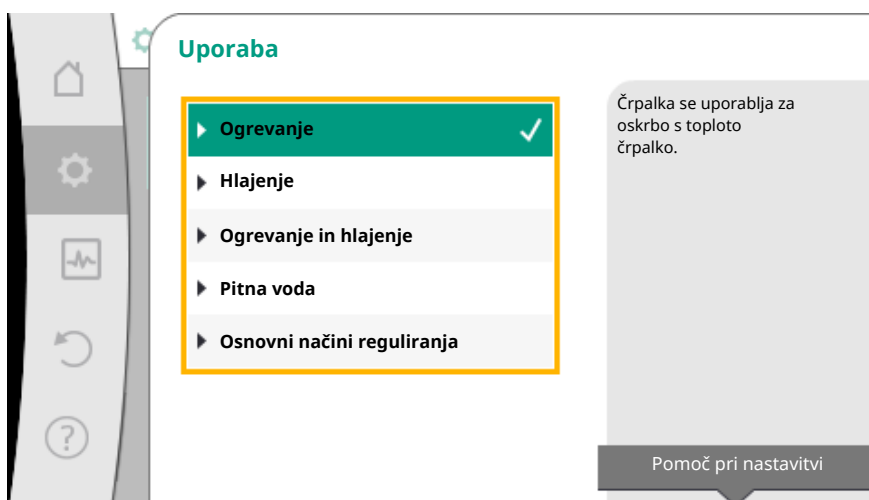 Uporaba
Ogrevanje
Hlajenje
Ogrevanje in hlajenje
Pitna voda
Osnovni načini reguliranja
Črpalka se uporablja za
oskrbo s toploto
črpalko.
Pomoč pri nastavitvi
?